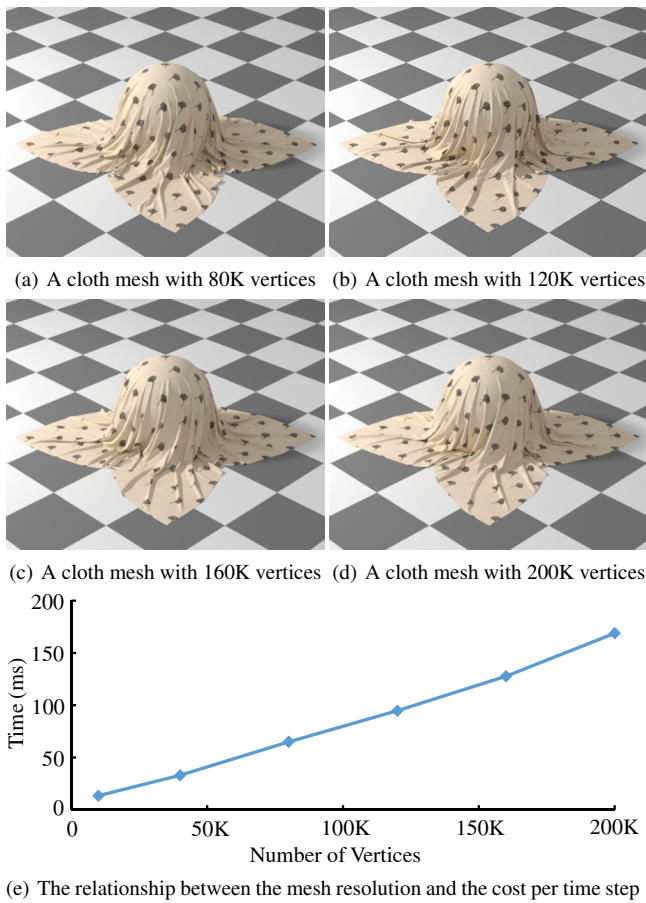 (a) A cloth mesh with 80K vertices
(b) A cloth mesh with 120K vertices
(c) A cloth mesh with 160K vertices
(d) A cloth mesh with 200K vertices
200
150
100
50
0
Time (ms)
0 50K 100K 150K 200K
Number of Vertices
(e) The relationship between the mesh resolution and the cost per time step